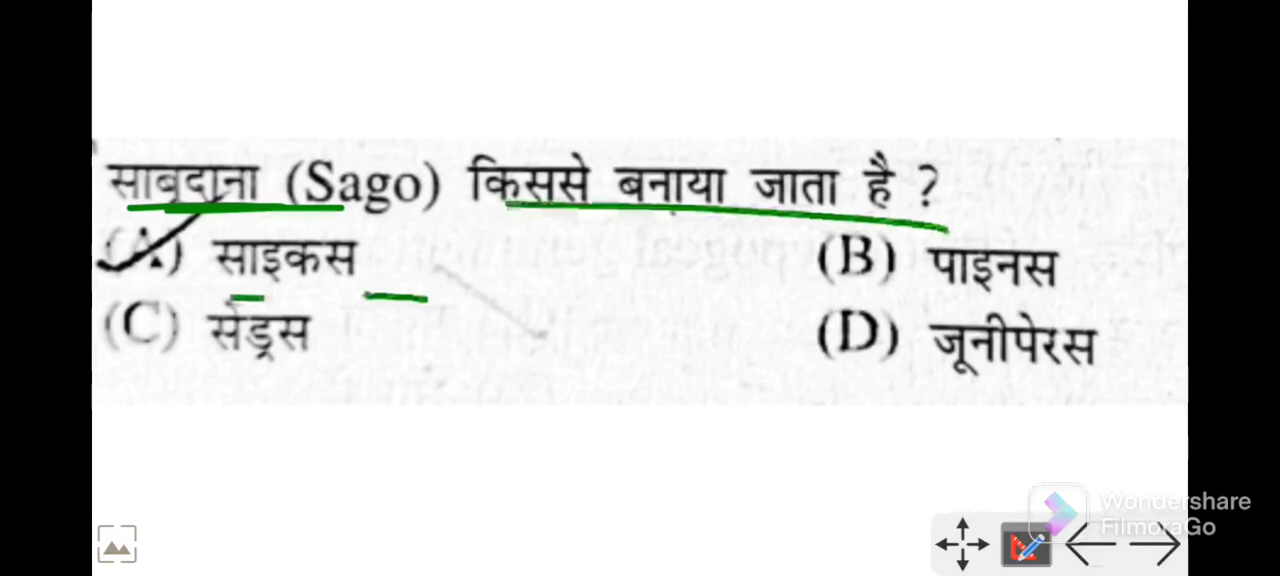 साबूदाना (Sago) किससे बनाया जाता है ?
(A) साइकस (B) पाइनस
(C) सेड्रस (D) जूनीपेरस
Wondershare
FilmoraGo